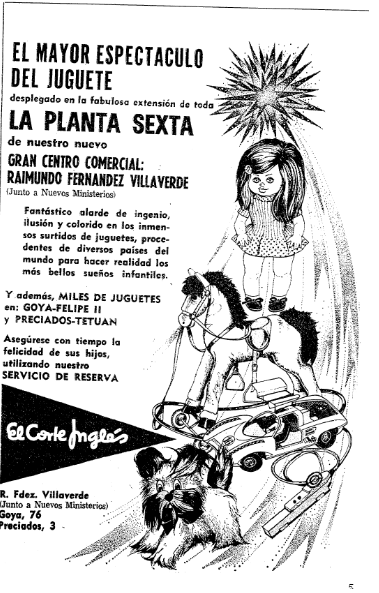 EL MAYOR ESPECTACULO
DEL JUGUETE
desplegado en la fabulosa extensión de toda
LA PLANTA SEXTA
de nuestro nuevo
GRAN CENTRO COMERCIAL:
RAIMUNDO FERNANDEZ VILLAVERDE
(Junto a Nuevos Ministerios)
Fantástico alarde de ingenio,
ilusión y colorido en los inmen-
sos surtidos de juguetes, proce-
dentes de diversos países del
mundo para hacer realidad los
más bellos sueños infantiles.
Y además, MILES DE JUGUETES
en: GOYA-FELIPE II
y PRECIADOS-TETUAN
Asegúrese con tiempo la
felicidad de sus hijos,
utilizando nuestro
SERVICIO DE RESERVA
El Corte Inglés
R. Fdez. Villaverde
(Junto a Nuevos Ministerios)
Goya, 76
Preciados, 3
5